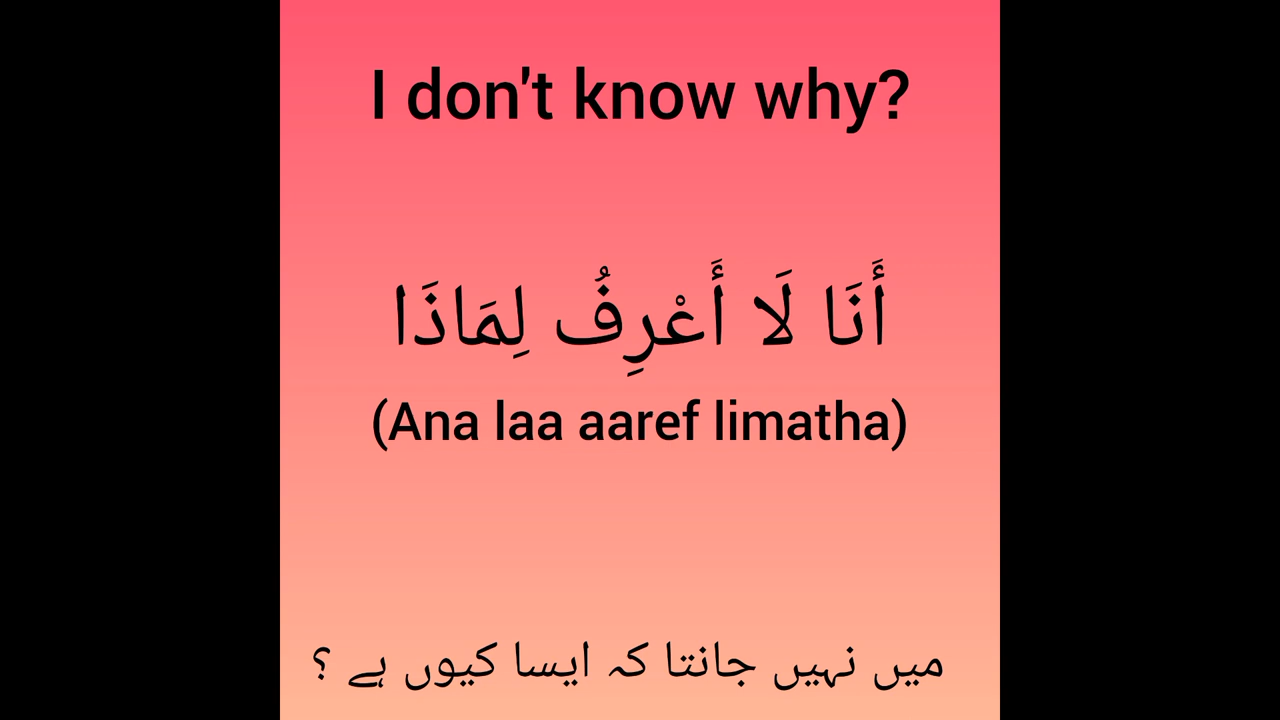 I don't know why?
أَنَا لَا أَعْرِفُ لِمَاذَا
(Ana laa aaref limatha)
میں نہیں جانتا کہ ایسا کیوں ہے ؟